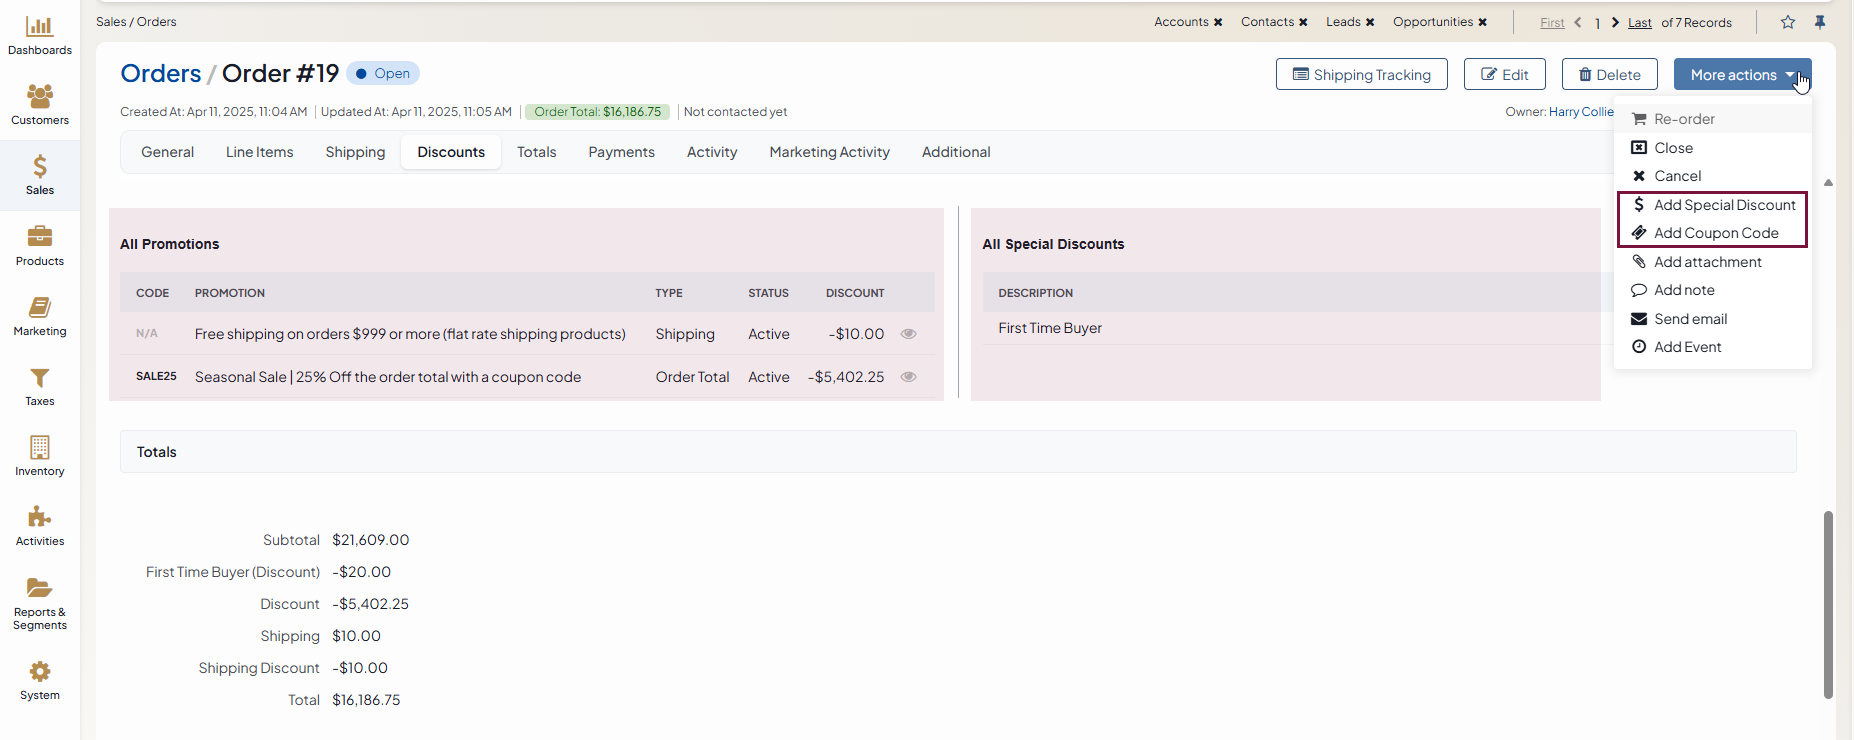 Sales / Orders
Accounts ✖ Contacts ✖ Leads ✖ Opportunities ✖
First 1 Last of 7 Records
Dashboards
Customers
Sales
Products
Marketing
Taxes
Inventory
Activities
Reports & Segments
System
Orders / Order #19 Open
Shipping Tracking Edit Delete More actions
Created At: Apr 11, 2025, 11:04 AM Updated At: Apr 11, 2025, 11:05 AM Order Total: $16,186.75 Not contacted yet
Owner: Harry Collie
General Line Items Shipping Discounts Totals Payments Activity Marketing Activity Additional
Re-order
Close
Cancel
Add Special Discount
Add Coupon Code
Add attachment
Add note
Send email
Add Event
All Promotions
CODE PROMOTION TYPE STATUS DISCOUNT
N/A Free shipping on orders $999 or more (flat rate shipping products) Shipping Active -$10.00
SALE25 Seasonal Sale | 25% Off the order total with a coupon code Order Total Active -$5,402.25
All Special Discounts
DESCRIPTION
First Time Buyer
Totals
Subtotal $21,609.00
First Time Buyer (Discount) -$20.00
Discount -$5,402.25
Shipping $10.00
Shipping Discount -$10.00
Total $16,186.75